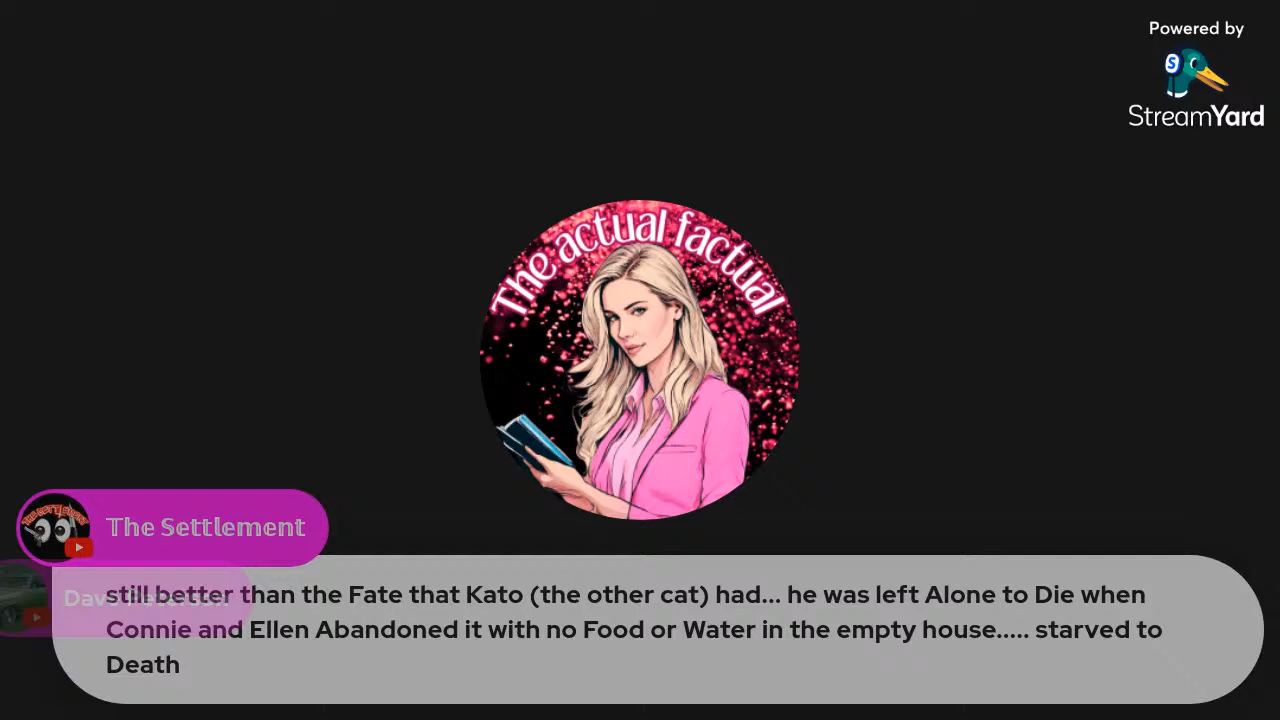 Powered by
S
StreamYard
The actual factual
The Settlement
Dave Peterson
still better than the Fate that Kato (the other cat) had... he was left Alone to Die when
Connie and Ellen Abandoned it with no Food or Water in the empty house..... starved to
Death